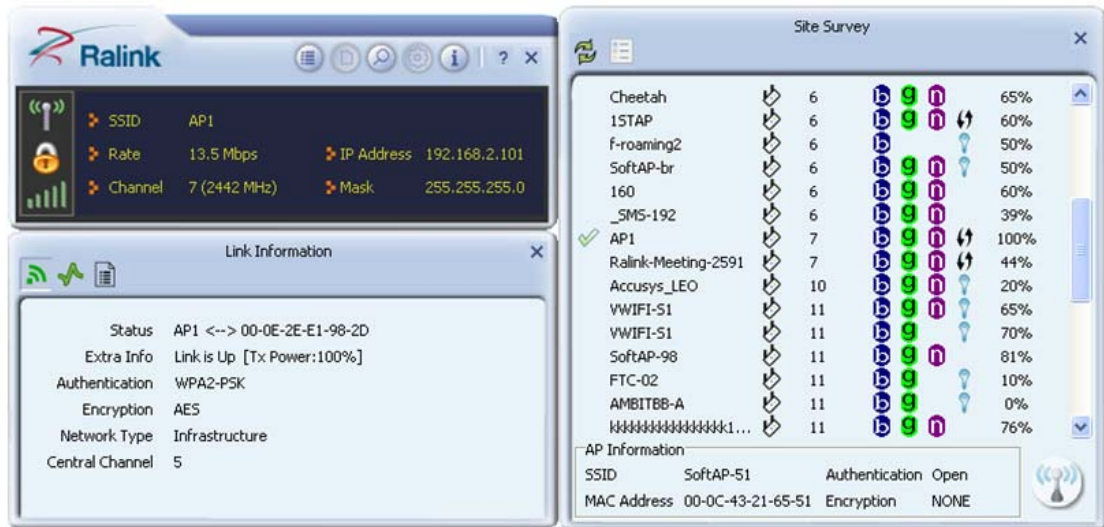 Ralink
? ×
SSID AP1
Rate 13.5 Mbps IP Address 192.168.2.101
Channel 7 (2442 MHz) Mask 255.255.255.0
Link Information
Status AP1 <--> 00-0E-2E-E1-98-2D
Extra Info Link is Up [Tx Power:100%]
Authentication WPA2-PSK
Encryption AES
Network Type Infrastructure
Central Channel 5
Site Survey
Cheetah 6 b g n 65%
1STAP 6 b g n 60%
f-roaming2 6 b 50%
SoftAP-br 6 b g n 50%
160 6 b g n 60%
_SMS-192 6 b g n 39%
AP1 7 b g n 100%
Ralink-Meeting-2591 7 b g n 44%
Accusys_LEO 10 b g n 20%
VWIFI-S1 11 b g n 65%
VWIFI-S1 11 b g 70%
SoftAP-98 11 b g n 81%
FTC-02 11 b g 10%
AMBITBB-A 11 b g 0%
kkkkkkkkkkkkkkkk1... 11 b g n 76%
AP Information
SSID SoftAP-51 Authentication Open
MAC Address 00-0C-43-21-65-51 Encryption NONE